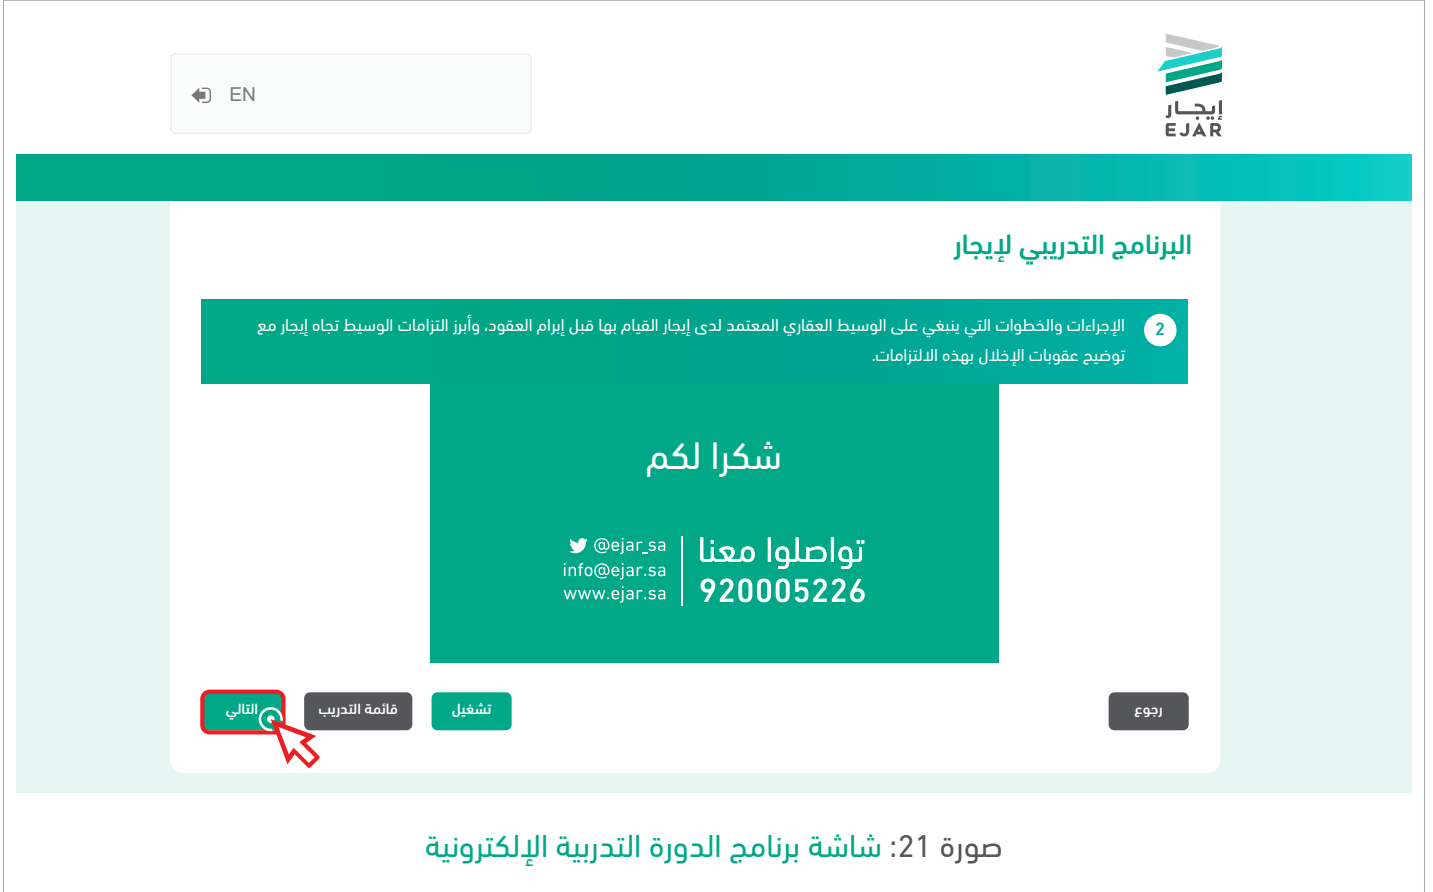 EN
إيجار
EJAR
البرنامج التدريبي لإيجار
2
الإجراءات والخطوات التي ينبغي على الوسيط العقاري المعتمد لدى إيجار القيام بها قبل إبرام العقود، وأبرز التزامات الوسيط تجاه إيجار مع
توضيح عقوبات الإخلال بهذه الالتزامات.
شكرا لكم
تواصلوا معنا
920005226
@ejar_sa
info@ejar.sa
www.ejar.sa
رجوع
تشغيل
قائمة التدريب
التالي
صورة 21: شاشة برنامج الدورة التدربية الإلكترونية